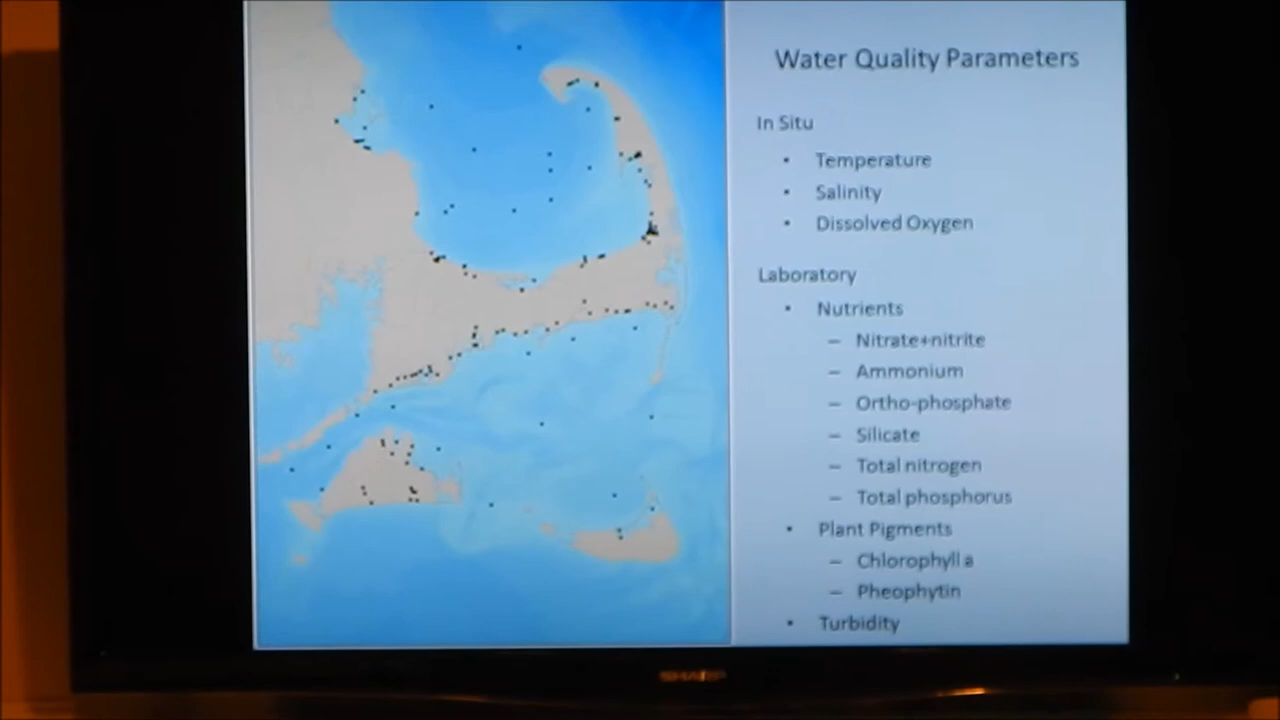 Water Quality Parameters
In Situ
• Temperature
• Salinity
• Dissolved Oxygen
Laboratory
• Nutrients
– Nitrate+nitrite
– Ammonium
– Ortho-phosphate
– Silicate
– Total nitrogen
– Total phosphorus
• Plant Pigments
– Chlorophyll a
– Pheophytin
• Turbidity
SHARP